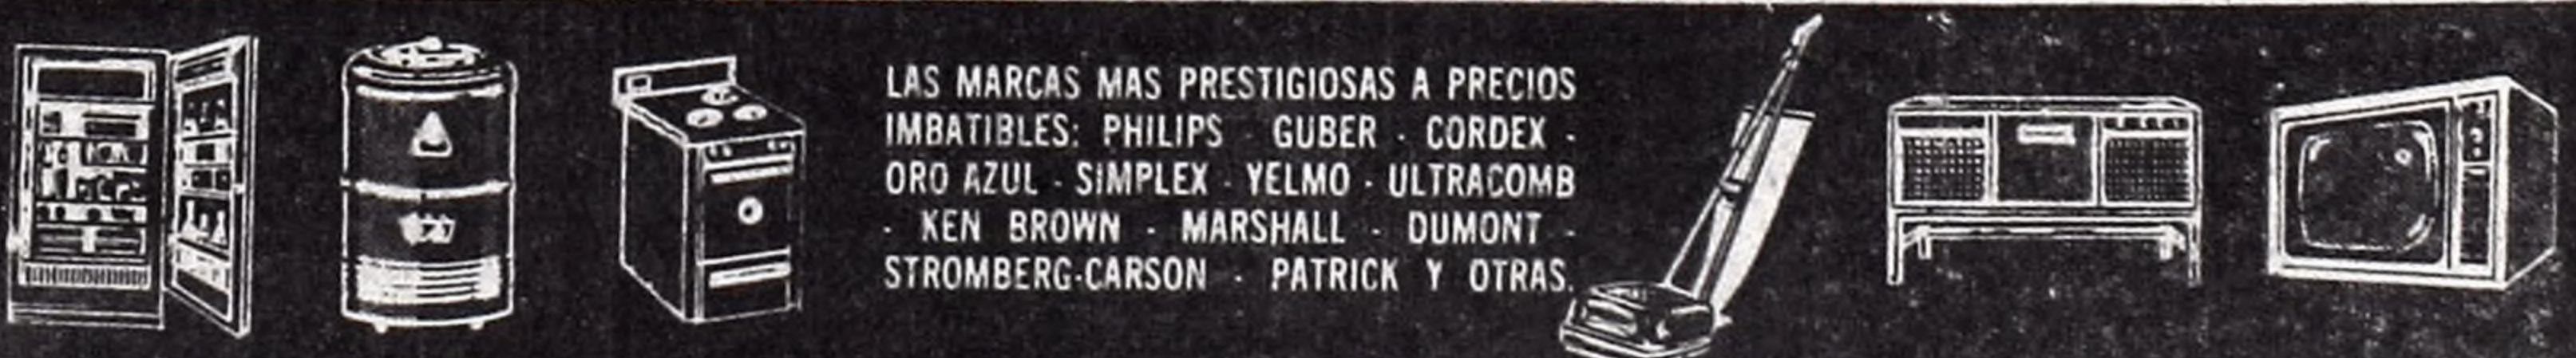 LAS MARCAS MAS PRESTIGIOSAS A PRECIOS
IMBATIBLES: PHILIPS - GUBER - CORDEX -
ORO AZUL - SIMPLEX - YELMO - ULTRACOMB
- KEN BROWN - MARSHALL - DUMONT -
STROMBERG-CARSON - PATRICK Y OTRAS.